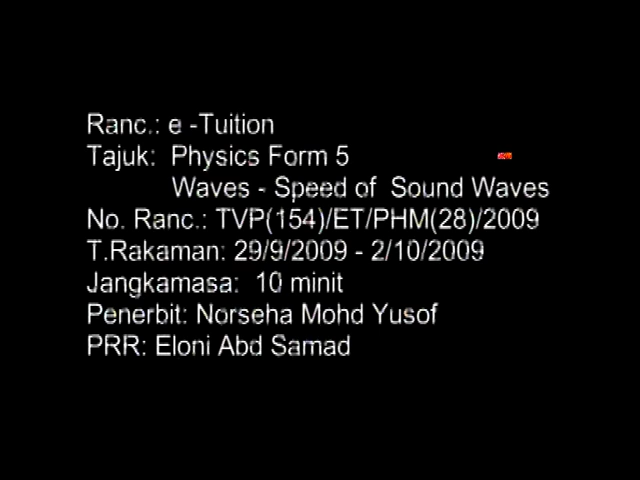 Ranc.: e -Tuition
Tajuk: Physics Form 5
Waves - Speed of Sound Waves
No. Ranc.: TVP(154)/ET/PHM(28)/2009
T.Rakaman: 29/9/2009 - 2/10/2009
Jangkamasa: 10 minit
Penerbit: Norseha Mohd Yusof
PRR: Eloni Abd Samad